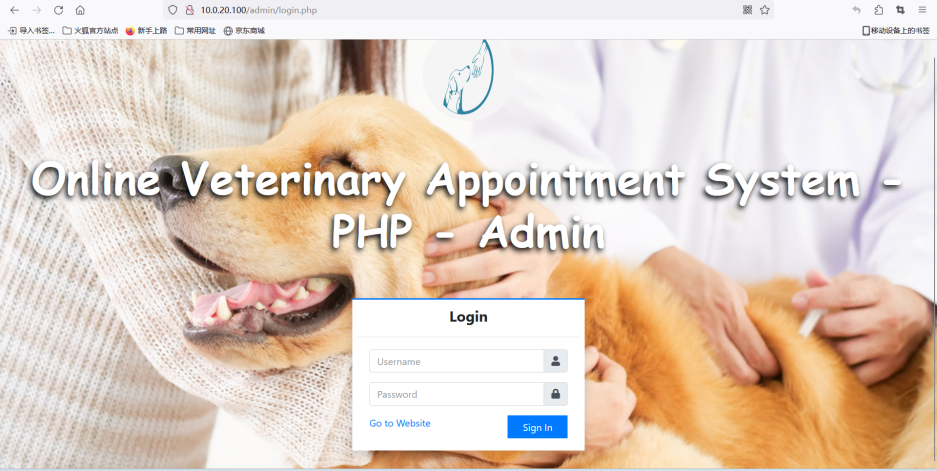 10.0.20.100/admin/login.php
导入书签... 火狐官方站点 新手上路 常用网址 京东商城 移动设备上的书签
Online Veterinary Appointment System -
PHP - Admin
Login
Username
Password
Go to Website Sign In